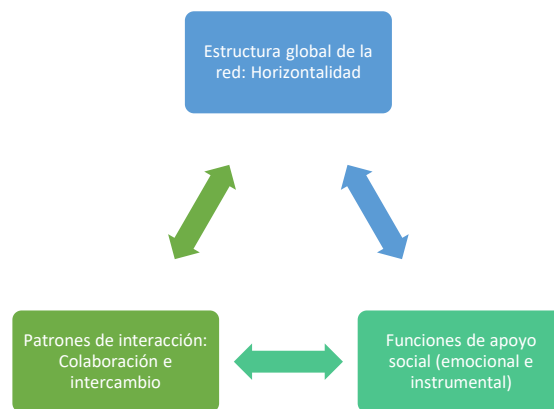 Estructura global de la
red: Horizontalidad
Patrones de interacción:
Colaboración e
intercambio
Funciones de apoyo
social (emocional e
instrumental)